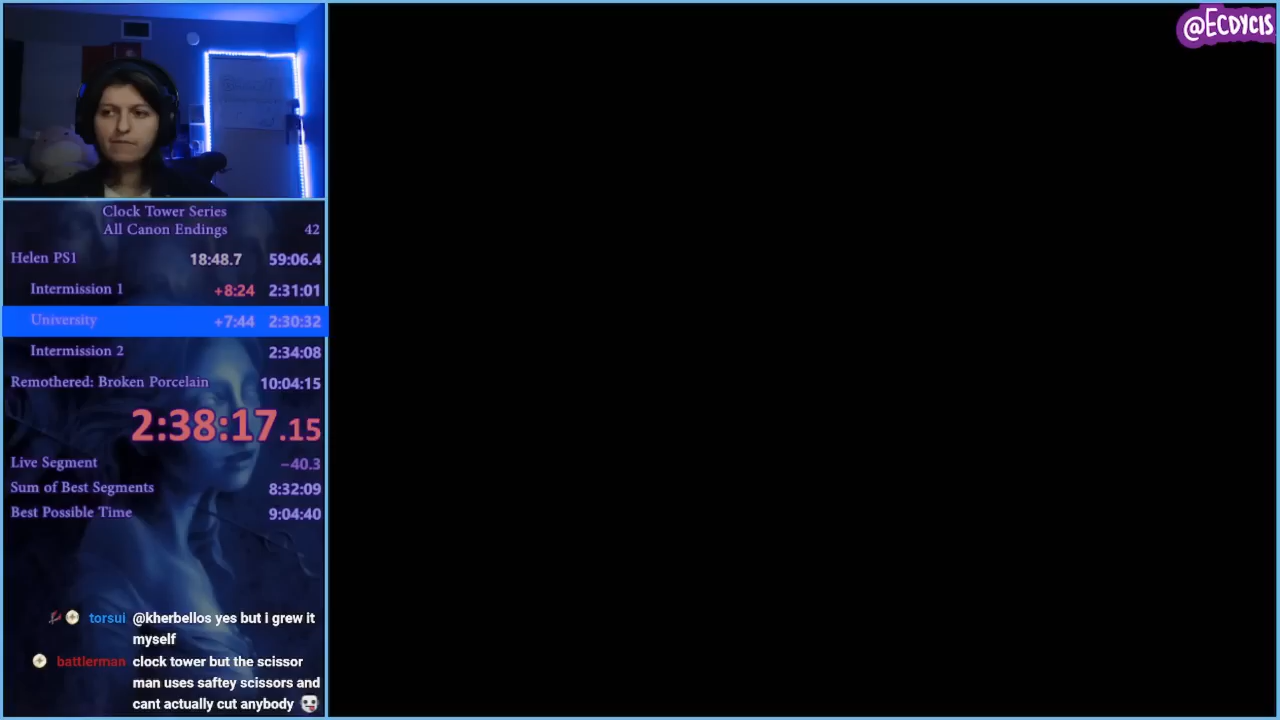 @ECDYCIS
Clock Tower Series
All Canon Endings 42
Helen PS1 18:48.7 59:06.4
Intermission 1 +8:24 2:31:01
University +7:44 2:30:32
Intermission 2 2:34:08
Remothered: Broken Porcelain 10:04:15
2:38:17.15
Live Segment −40.3
Sum of Best Segments 8:32:09
Best Possible Time 9:04:40
torsui @kherbellos yes but i grew it
myself
battlerman clock tower but the scissor
man uses saftey scissors and
cant actually cut anybody